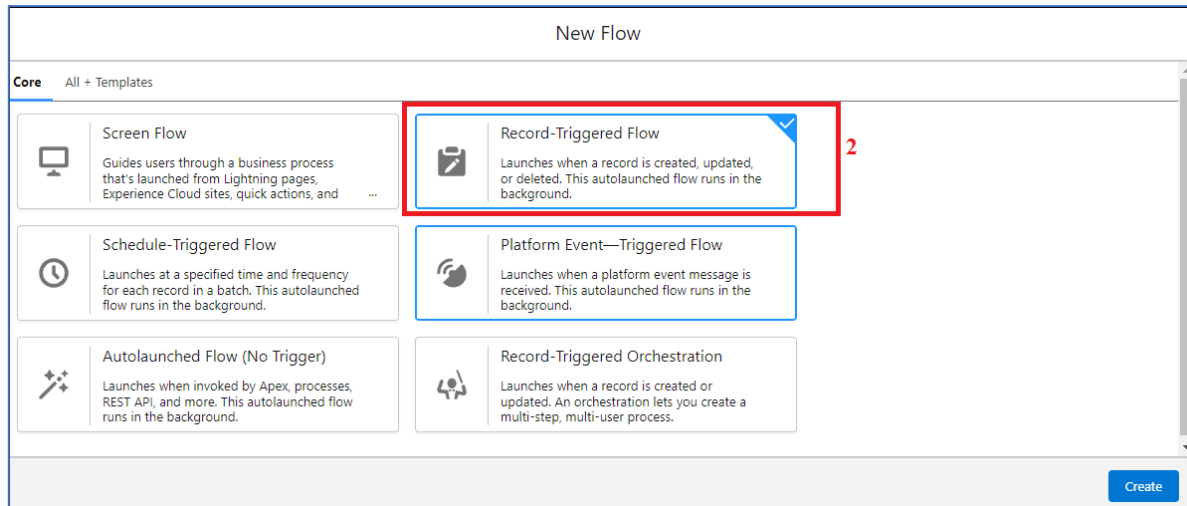 New Flow
Core All + Templates
Screen Flow
Guides users through a business process
that's launched from Lightning pages,
Experience Cloud sites, quick actions, and ...
Record-Triggered Flow
Launches when a record is created, updated,
or deleted. This autolaunched flow runs in the
background.
2
Schedule-Triggered Flow
Launches at a specified time and frequency
for each record in a batch. This autolaunched
flow runs in the background.
Platform Event—Triggered Flow
Launches when a platform event message is
received. This autolaunched flow runs in the
background.
Autolaunched Flow (No Trigger)
Launches when invoked by Apex, processes,
REST API, and more. This autolaunched flow
runs in the background.
Record-Triggered Orchestration
Launches when a record is created or
updated. An orchestration lets you create a
multi-step, multi-user process.
Create